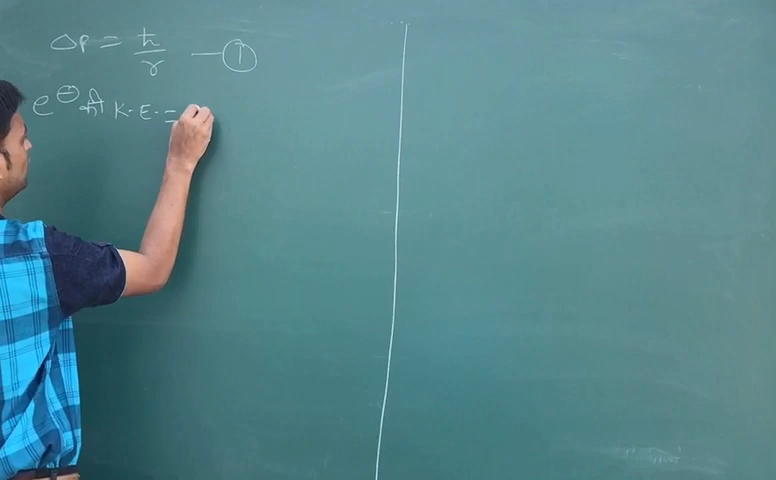 Δp = ħ/r —①
e⊖ की K.E. =